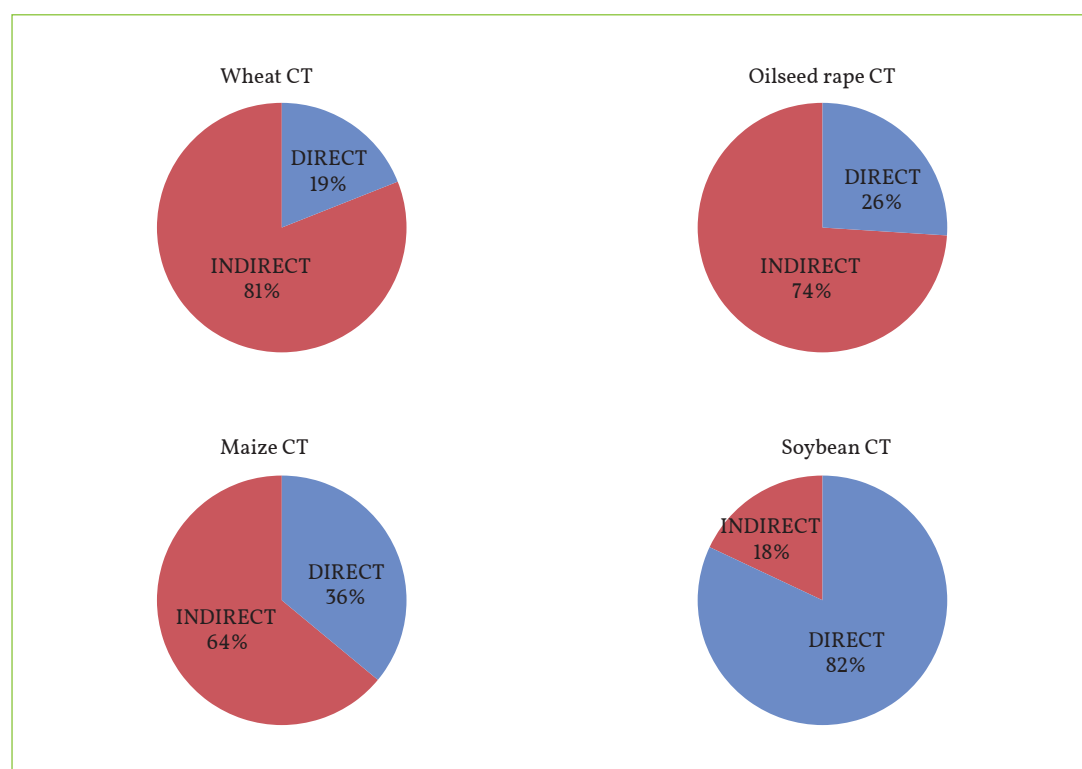 Wheat CT
DIRECT
19%
INDIRECT
81%
Oilseed rape CT
DIRECT
26%
INDIRECT
74%
Maize CT
DIRECT
36%
INDIRECT
64%
Soybean CT
INDIRECT
18%
DIRECT
82%